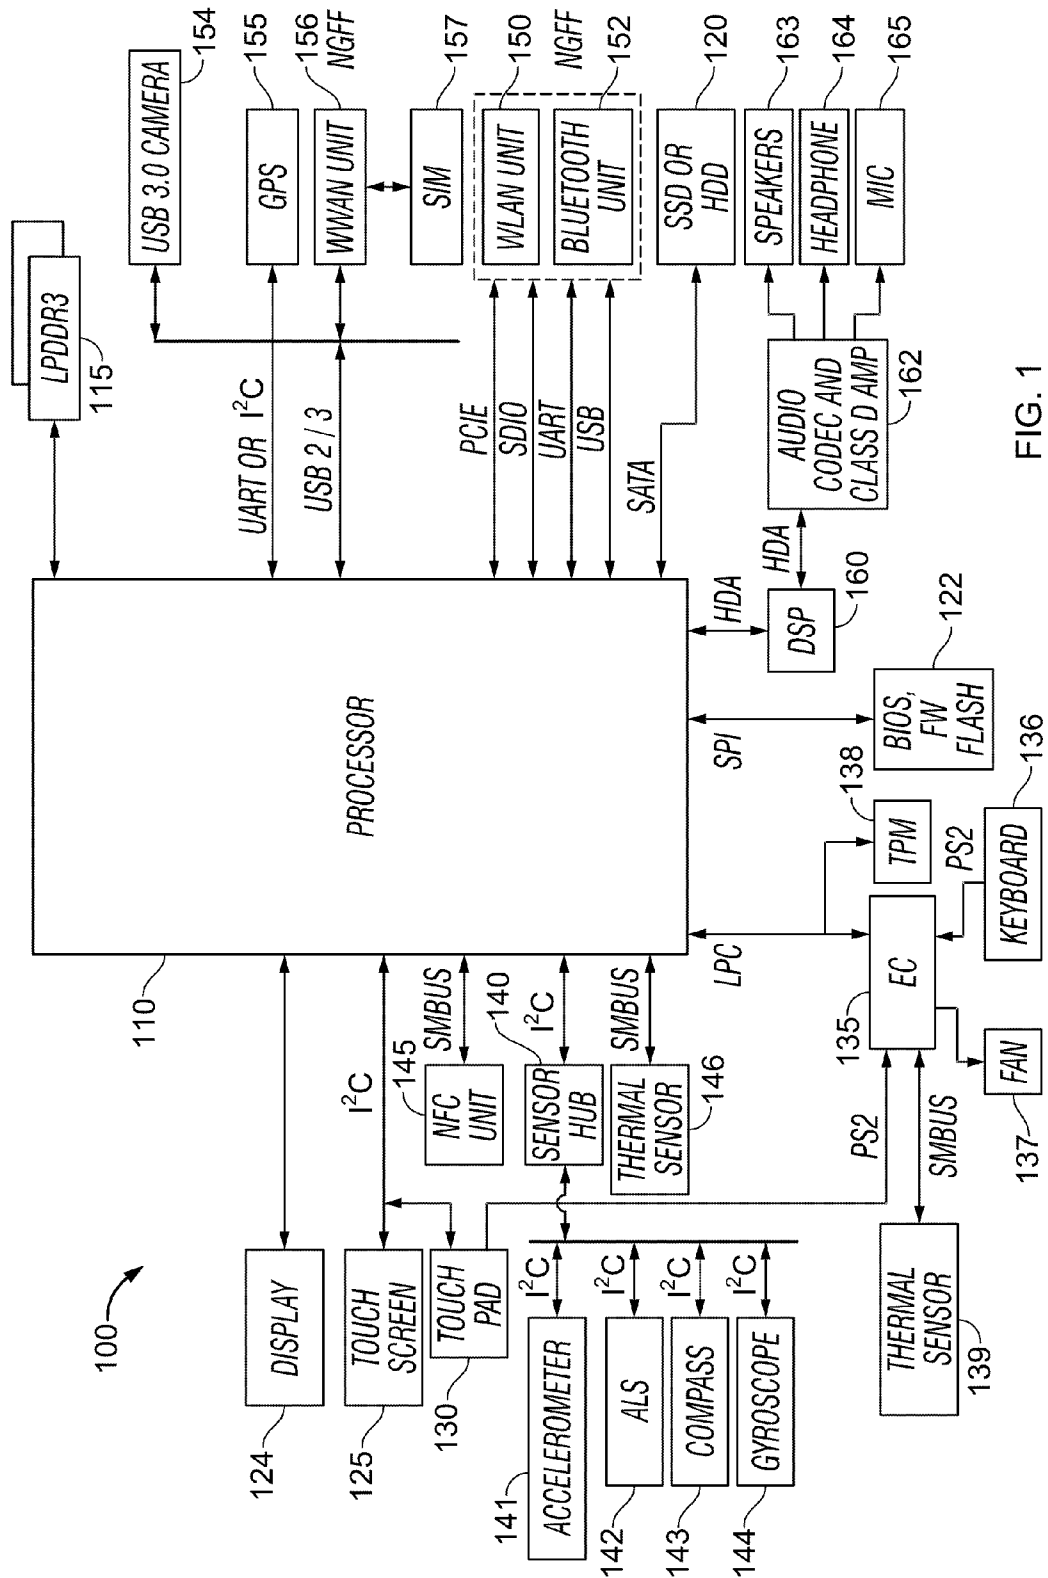 100
DISPLAY
124
TOUCH
SCREEN
125
TOUCH
PAD
130
ACCELEROMETER
141
ALS
142
COMPASS
143
GYROSCOPE
144
I²C
I²C
I²C
I²C
I²C
NFC
UNIT
145
SMBUS
SENSOR
HUB
140
I²C
THERMAL
SENSOR
146
SMBUS
PS2
SMBUS
THERMAL
SENSOR
139
FAN
137
EC
135
LPC
TPM
138
PS2
KEYBOARD
136
PROCESSOR
110
SPI
BIOS,
FW
FLASH
122
HDA
DSP
160
HDA
AUDIO
CODEC AND
CLASS D AMP
162
LPDDR3
115
UART OR I²C
USB 2 / 3
PCIE
SDIO
UART
USB
SATA
USB 3.0 CAMERA
154
GPS
155
WWAN UNIT
156
NGFF
SIM
157
WLAN UNIT
150
BLUETOOTH
UNIT
152
NGFF
SSD OR
HDD
120
SPEAKERS
163
HEADPHONE
164
MIC
165
FIG. 1